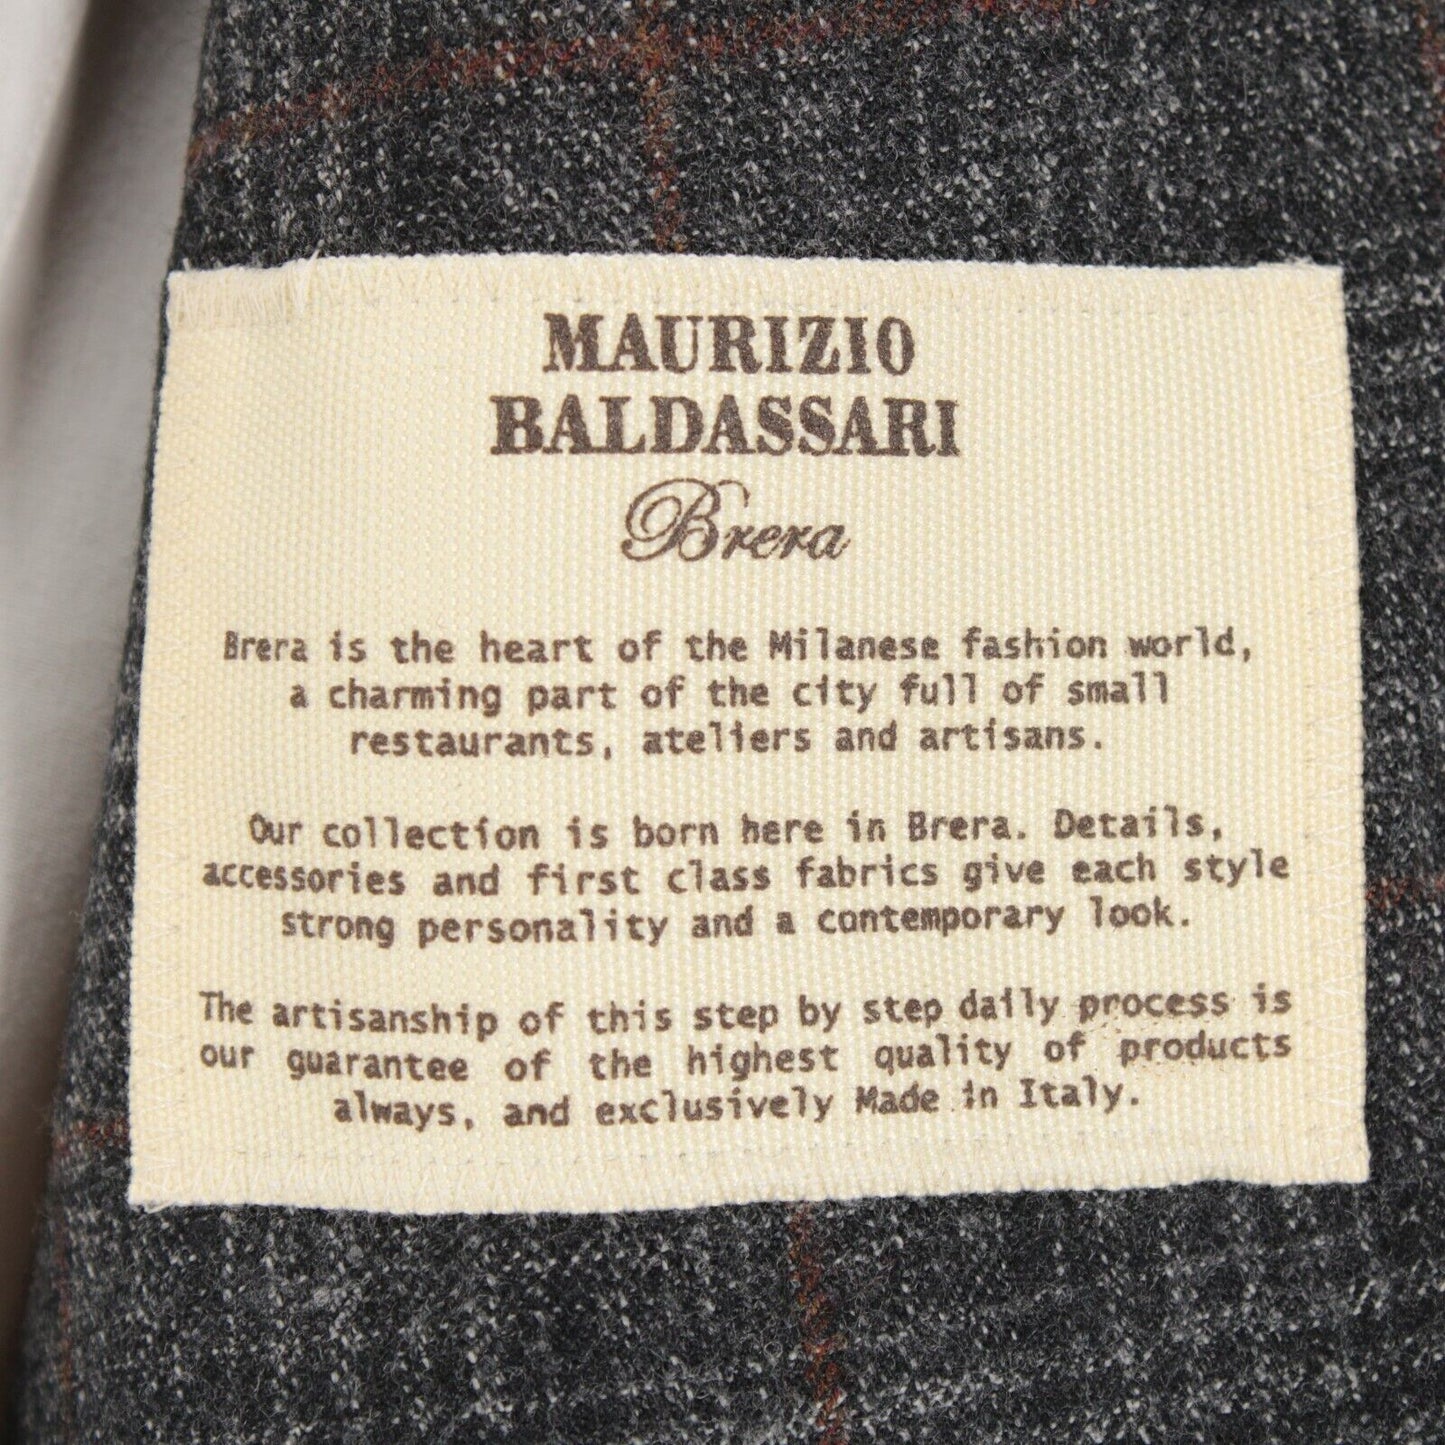 MAURIZIO
BALDASSARI
Brera
Brera is the heart of the Milanese fashion world,
a charming part of the city full of small
restaurants, ateliers and artisans.
Our collection is born here in Brera. Details,
accessories and first class fabrics give each style
strong personality and a contemporary look.
The artisanship of this step by step daily process is
our guarantee of the highest quality of products
always, and exclusively Made in Italy.